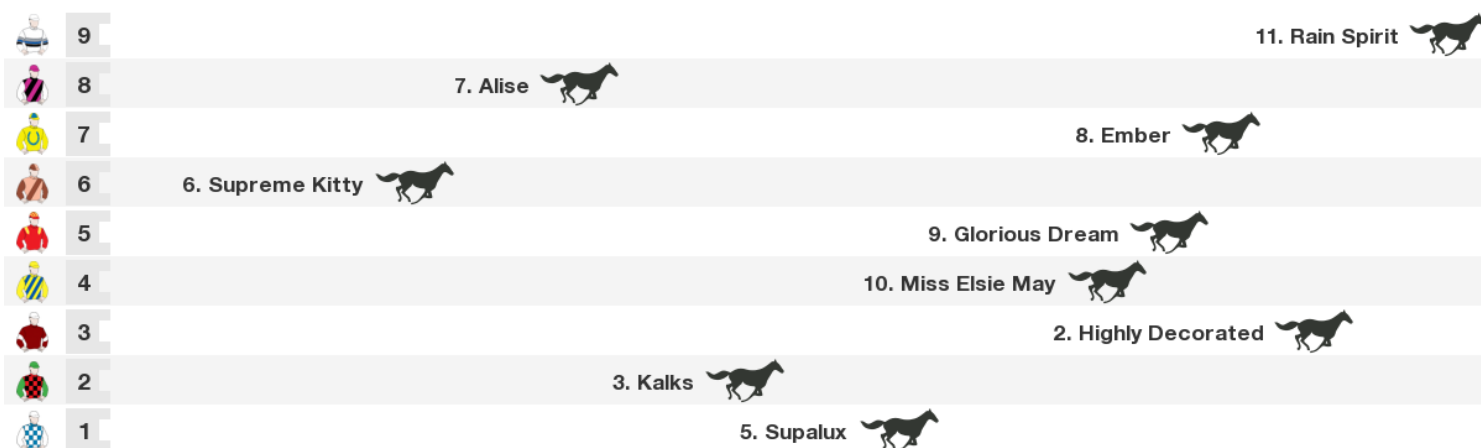 9 11. Rain Spirit
8 7. Alise
7 8. Ember
6 6. Supreme Kitty
5 9. Glorious Dream
4 10. Miss Elsie May
3 2. Highly Decorated
2 3. Kalks
1 5. Supalux